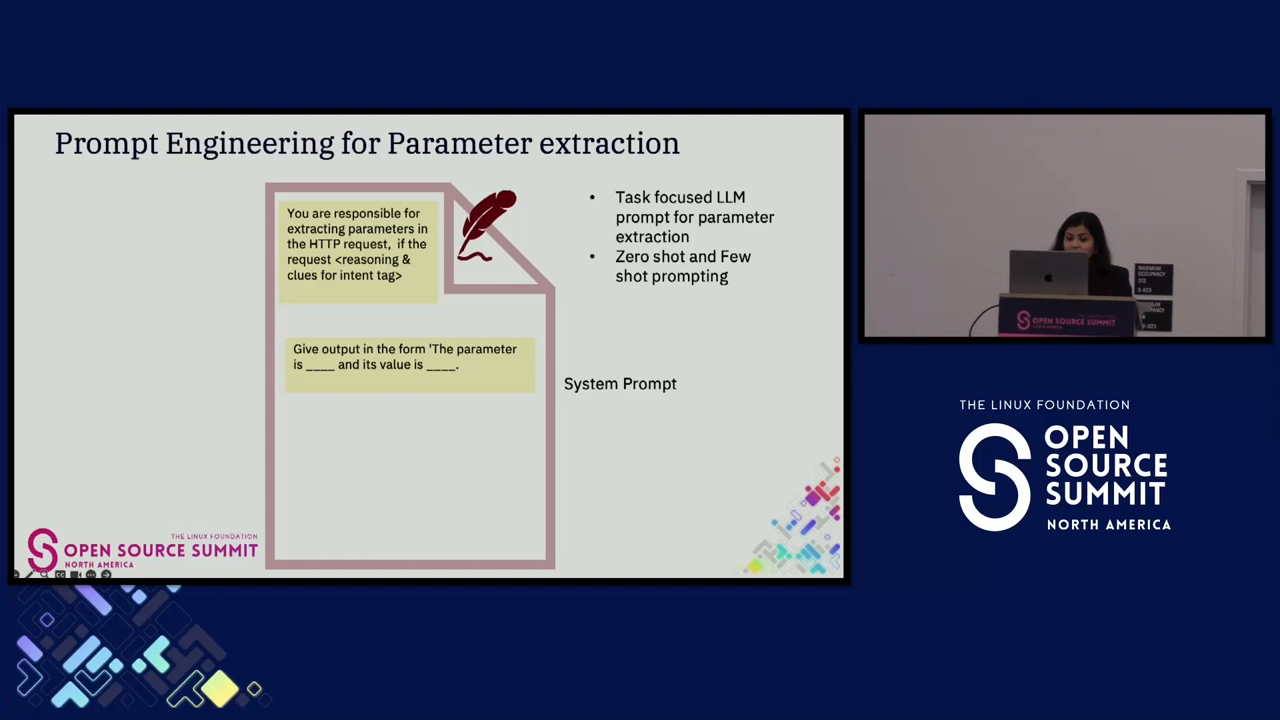 Prompt Engineering for Parameter extraction
You are responsible for
extracting parameters in
the HTTP request, if the
request <reasoning &
clues for intent tag>
Give output in the form 'The parameter
is ____ and its value is ____.
• Task focused LLM
prompt for parameter
extraction
• Zero shot and Few
shot prompting
System Prompt
THE LINUX FOUNDATION
OPEN SOURCE SUMMIT
NORTH AMERICA
MAXIMUM
OCCUPANCY
312
OPEN SOURCE SUMMIT
THE LINUX FOUNDATION
OPEN
SOURCE
SUMMIT
NORTH AMERICA